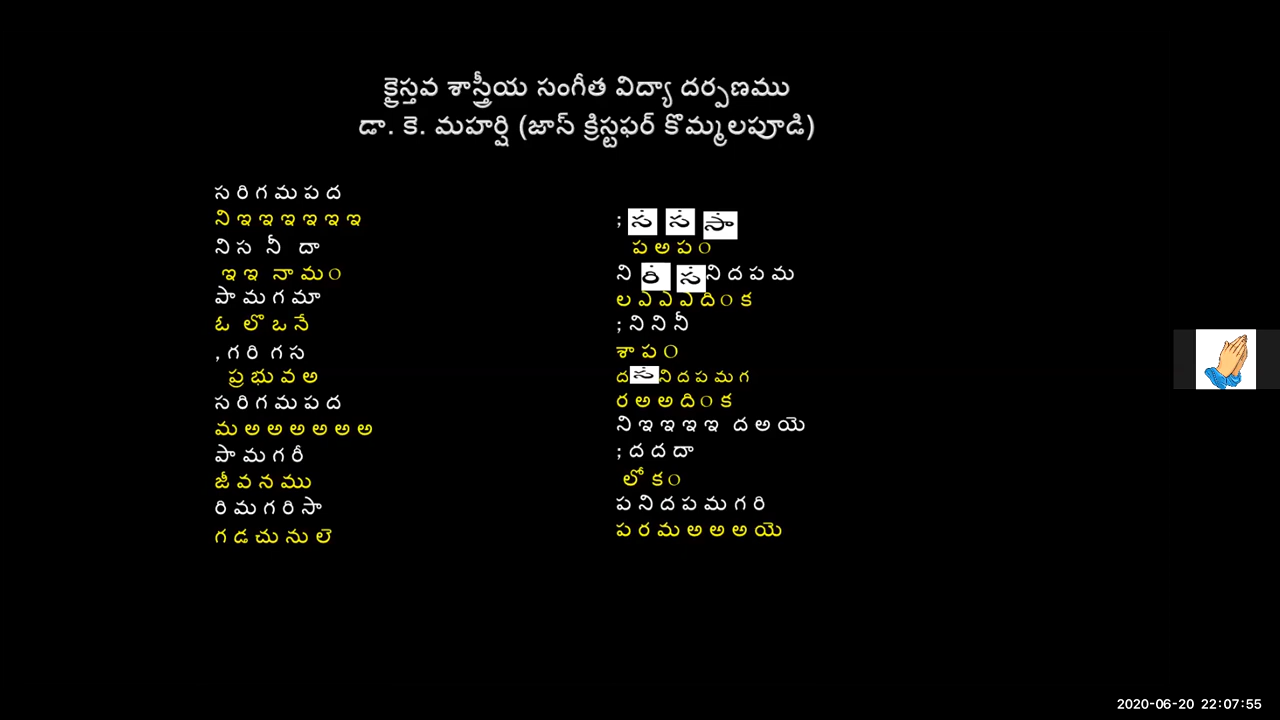 క్రైస్తవ శాస్త్రీయ సంగీత విద్యా దర్పణము
డా. కె. మహర్షి (జాస్ క్రిస్టఫర్ కొమ్మలపూడి)
స రి గ మ ప ద
ని ఇ ఇ ఇ ఇ ఇ ఇ
ని స నీ దా
ఇ ఇ నా మ ం
పా మ గ మా
ఓ లొ ఒ నే
, గ రి గ స
ప్ర భు వ అ
స రి గ మ ప ద
మ అ అ అ అ అ అ
పా మ గ రీ
జీ వ న ము
రి మ గ రి సా
గ డ చు ను లె
; స̇ స̇ సా̇
ప అ ప ం
ని రి̇ స̇ ని ద ప మ
ల ఎ ఎ ఎ ది ం క
; ని ని నీ
శా ప ం
ద స̇ ని ద ప మ గ
ర అ అ ది ం క
ని ఇ ఇ ఇ ఇ ద అ యె
; ద ద దా
లో క ం
ప ని ద ప మ గ రి
ప ర మ అ అ అ యె
2020-06-20 22:07:55